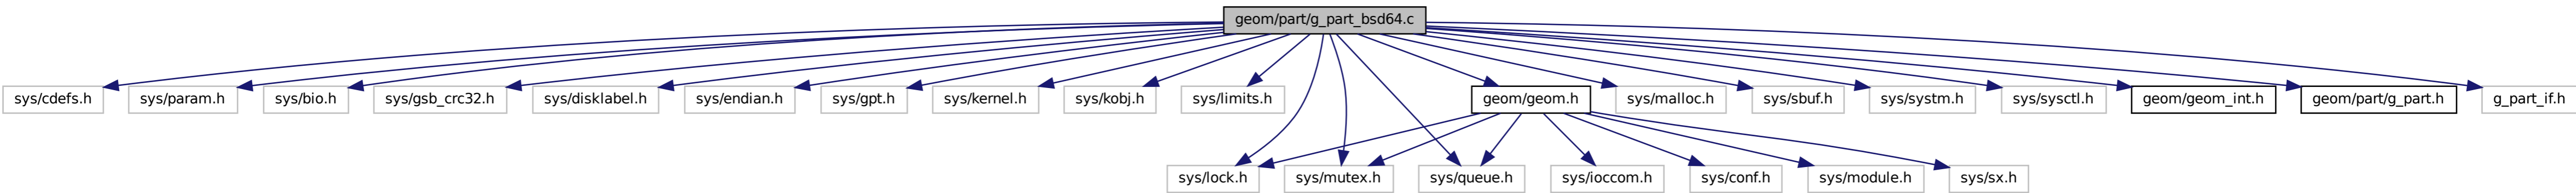 geom/part/g_part_bsd64.c
sys/cdefs.h
sys/param.h
sys/bio.h
sys/gsb_crc32.h
sys/disklabel.h
sys/endian.h
sys/gpt.h
sys/kernel.h
sys/kobj.h
sys/limits.h
geom/geom.h
sys/malloc.h
sys/sbuf.h
sys/systm.h
sys/sysctl.h
geom/geom_int.h
geom/part/g_part.h
g_part_if.h
sys/lock.h
sys/mutex.h
sys/queue.h
sys/ioccom.h
sys/conf.h
sys/module.h
sys/sx.h